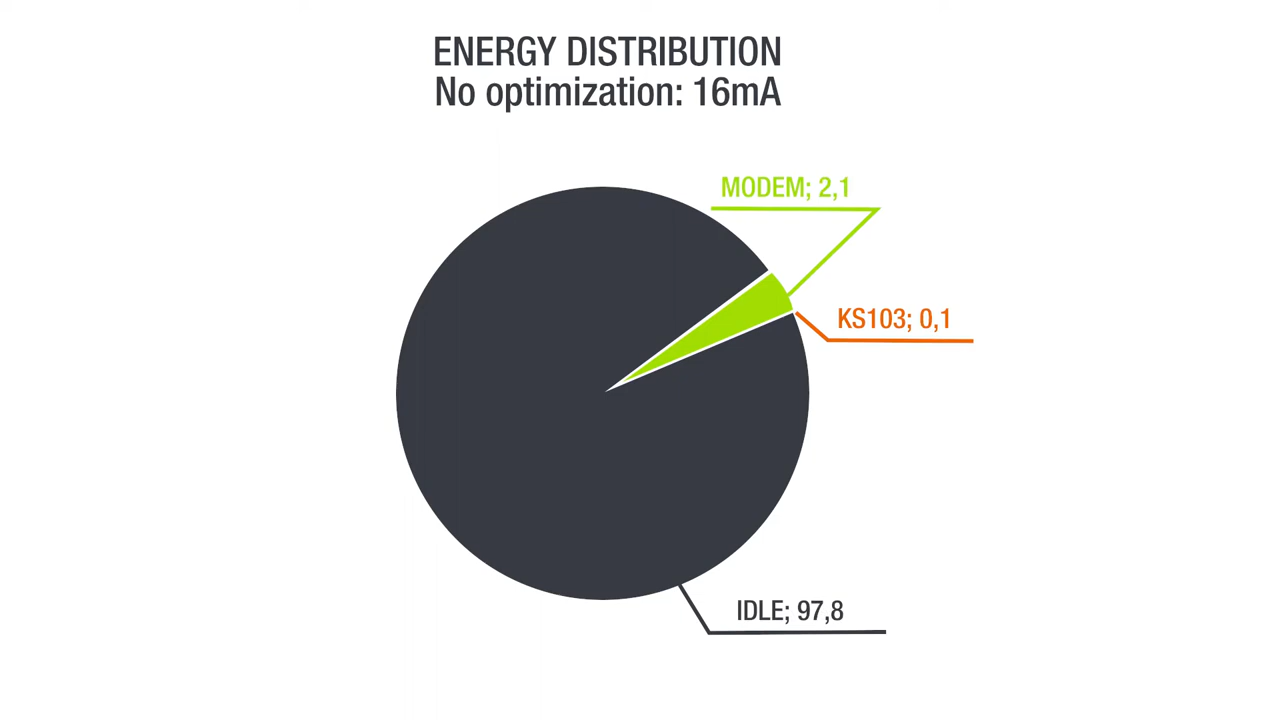 ENERGY DISTRIBUTION
No optimization: 16mA
MODEM; 2,1
KS103; 0,1
IDLE; 97,8